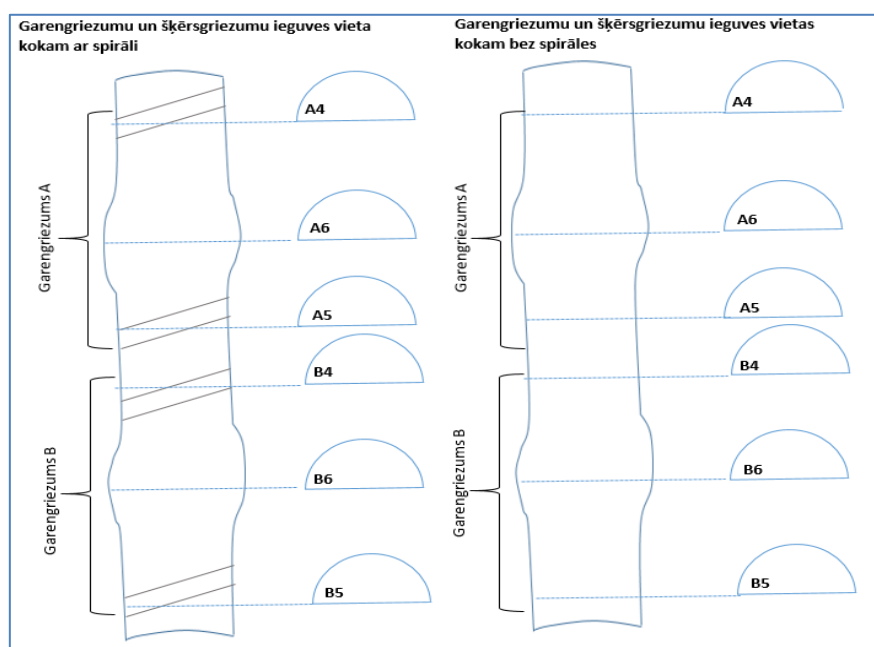 Garengriezumu un šķērsgriezumu ieguves vieta
kokam ar spirāli
A4
Garengriezums A
A6
A5
B4
Garengriezums B
B6
B5
Garengriezumu un šķērsgriezumu ieguves vietas
kokam bez spirāles
A4
Garengriezums A
A6
A5
B4
Garengriezums B
B6
B5